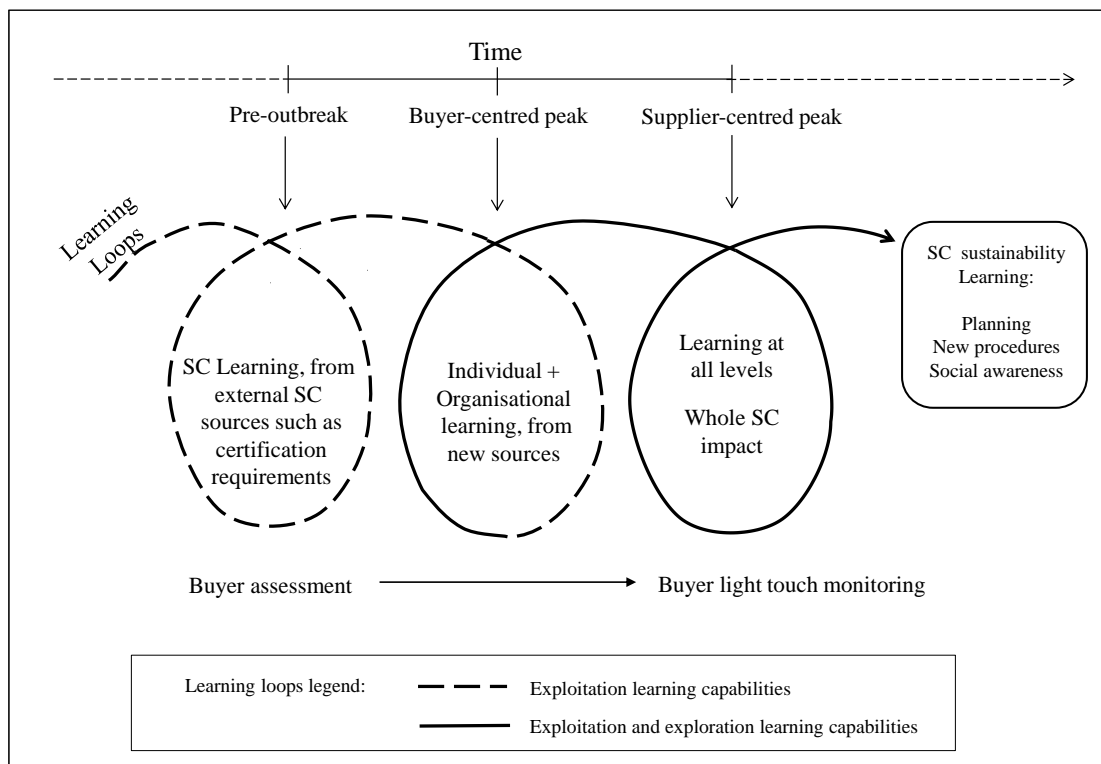 Time
Pre-outbreak
Buyer-centred peak
Supplier-centred peak
Learning
Loops
SC Learning, from
external SC
sources such as
certification
requirements
Individual +
Organisational
learning, from
new sources
Learning at
all levels
Whole SC
impact
SC sustainability
Learning:
Planning
New procedures
Social awareness
Buyer assessment
Buyer light touch monitoring
Learning loops legend:
Exploitation learning capabilities
Exploitation and exploration learning capabilities